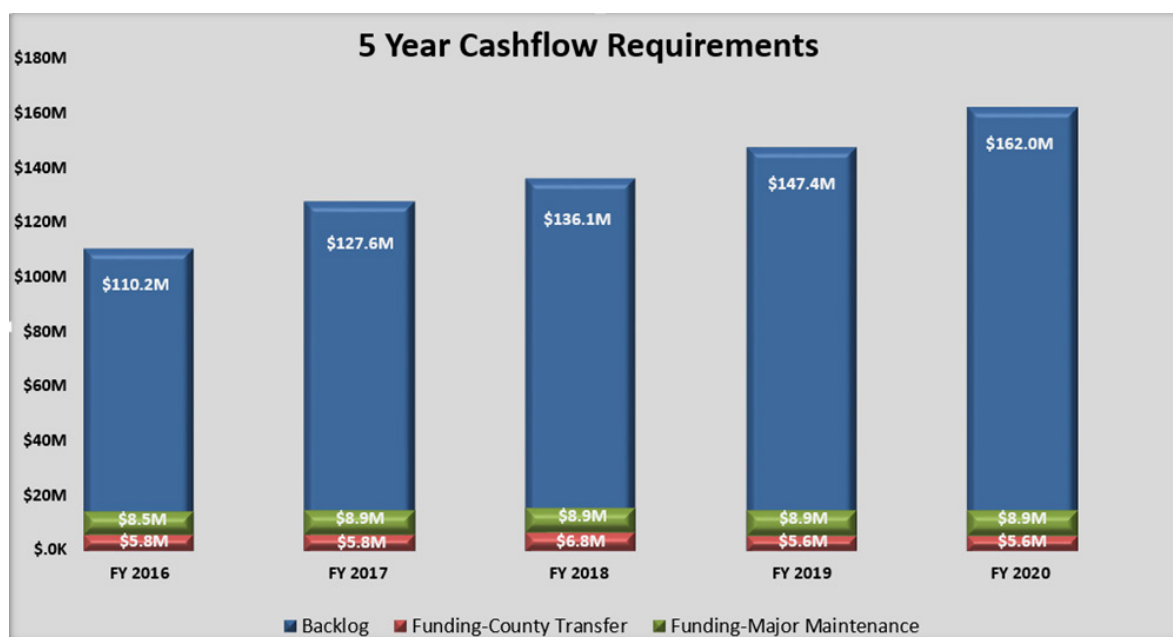 5 Year Cashflow Requirements
$180M
$160M
$140M
$120M
$100M
$80M
$60M
$40M
$20M
$.0K
$110.2M
$127.6M
$136.1M
$147.4M
$162.0M
$8.5M
$8.9M
$8.9M
$8.9M
$8.9M
$5.8M
$5.8M
$6.8M
$5.6M
$5.6M
FY 2016
FY 2017
FY 2018
FY 2019
FY 2020
Backlog
Funding-County Transfer
Funding-Major Maintenance